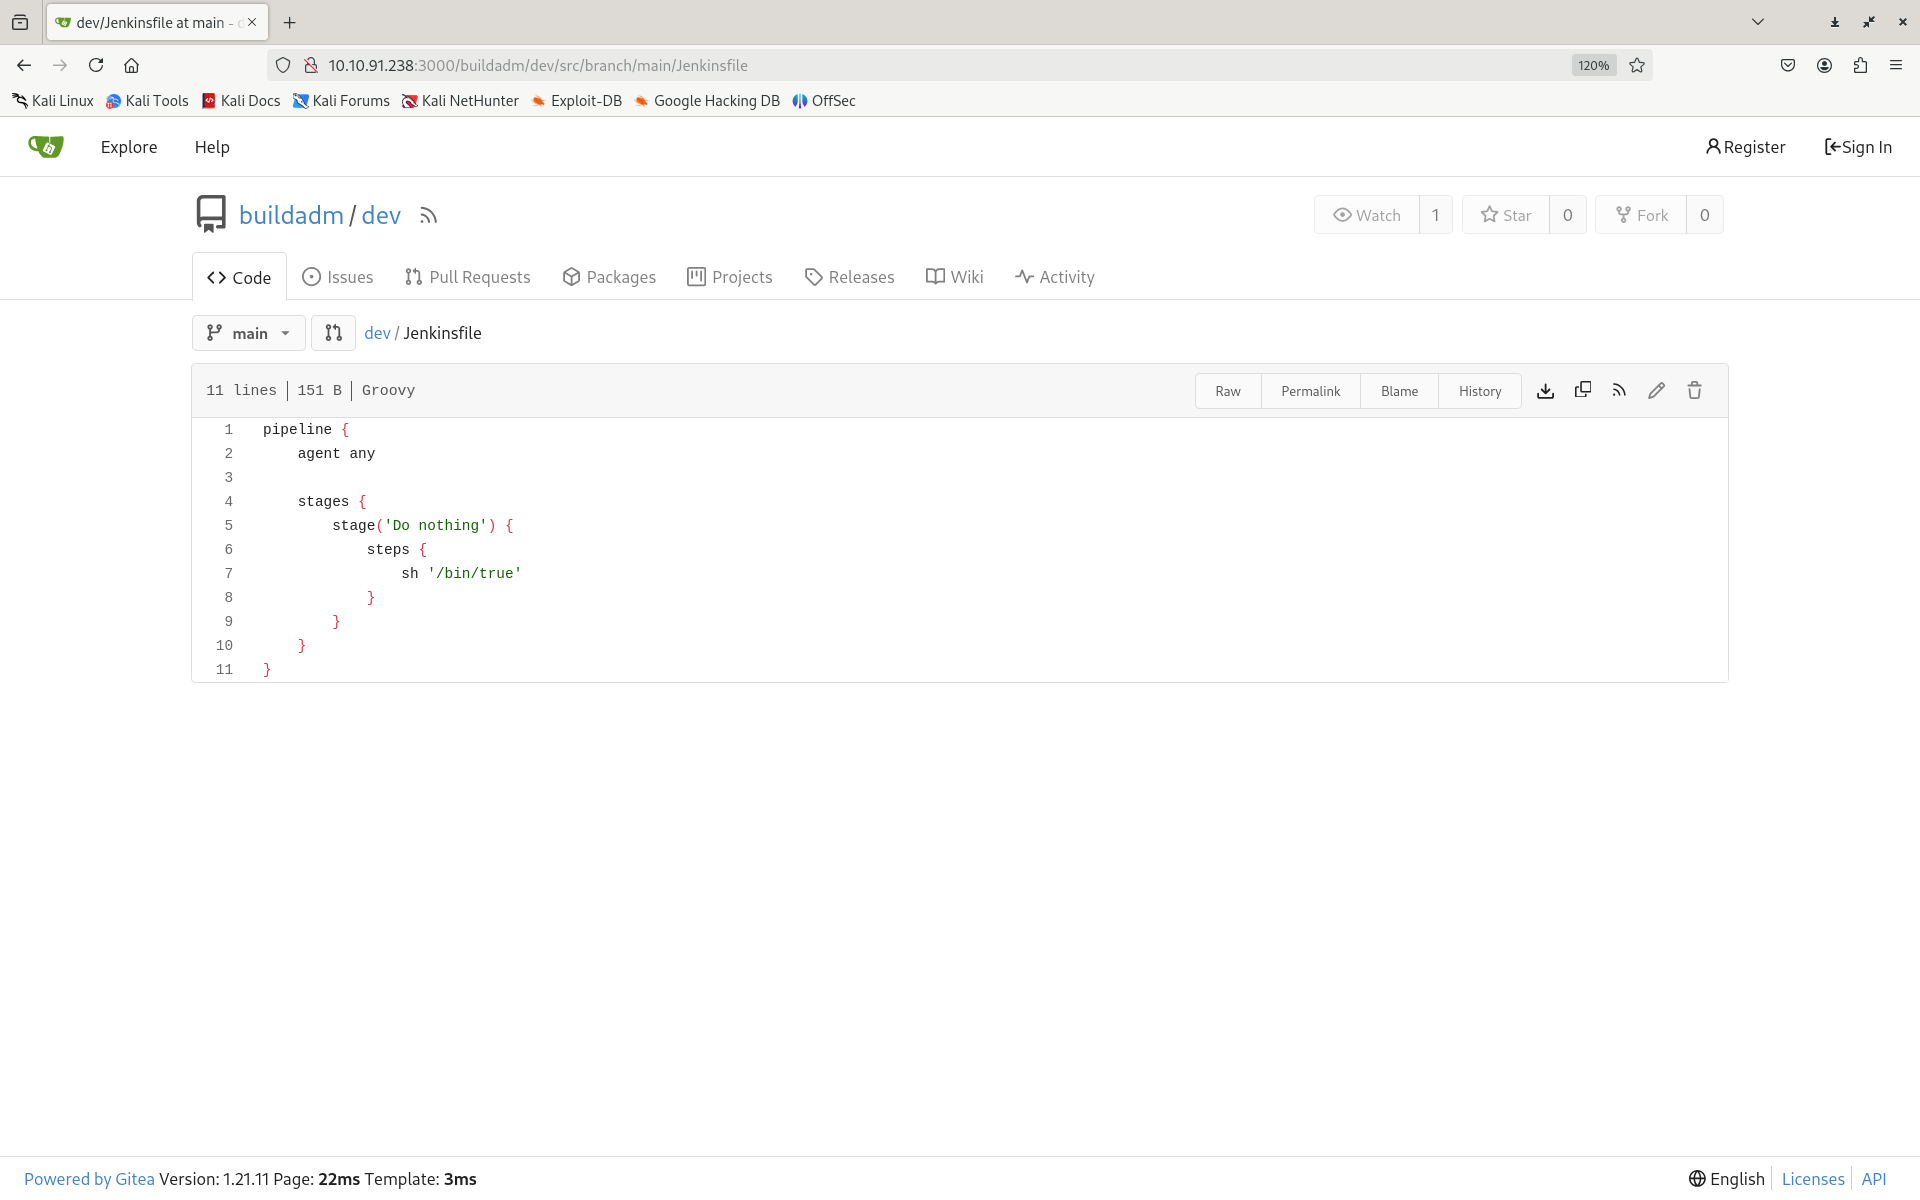 dev/Jenkinsfile at main -
10.10.91.238:3000/buildadm/dev/src/branch/main/Jenkinsfile 120%
Kali Linux Kali Tools Kali Docs Kali Forums Kali NetHunter Exploit-DB Google Hacking DB OffSec
Explore Help Register Sign In
buildadm / dev Watch 1 Star 0 Fork 0
Code Issues Pull Requests Packages Projects Releases Wiki Activity
main dev / Jenkinsfile
11 lines 151 B Groovy Raw Permalink Blame History
1 pipeline {
2     agent any
3
4     stages {
5         stage('Do nothing') {
6             steps {
7                 sh '/bin/true'
8             }
9         }
10     }
11 }
Powered by Gitea Version: 1.21.11 Page: 22ms Template: 3ms English Licenses API